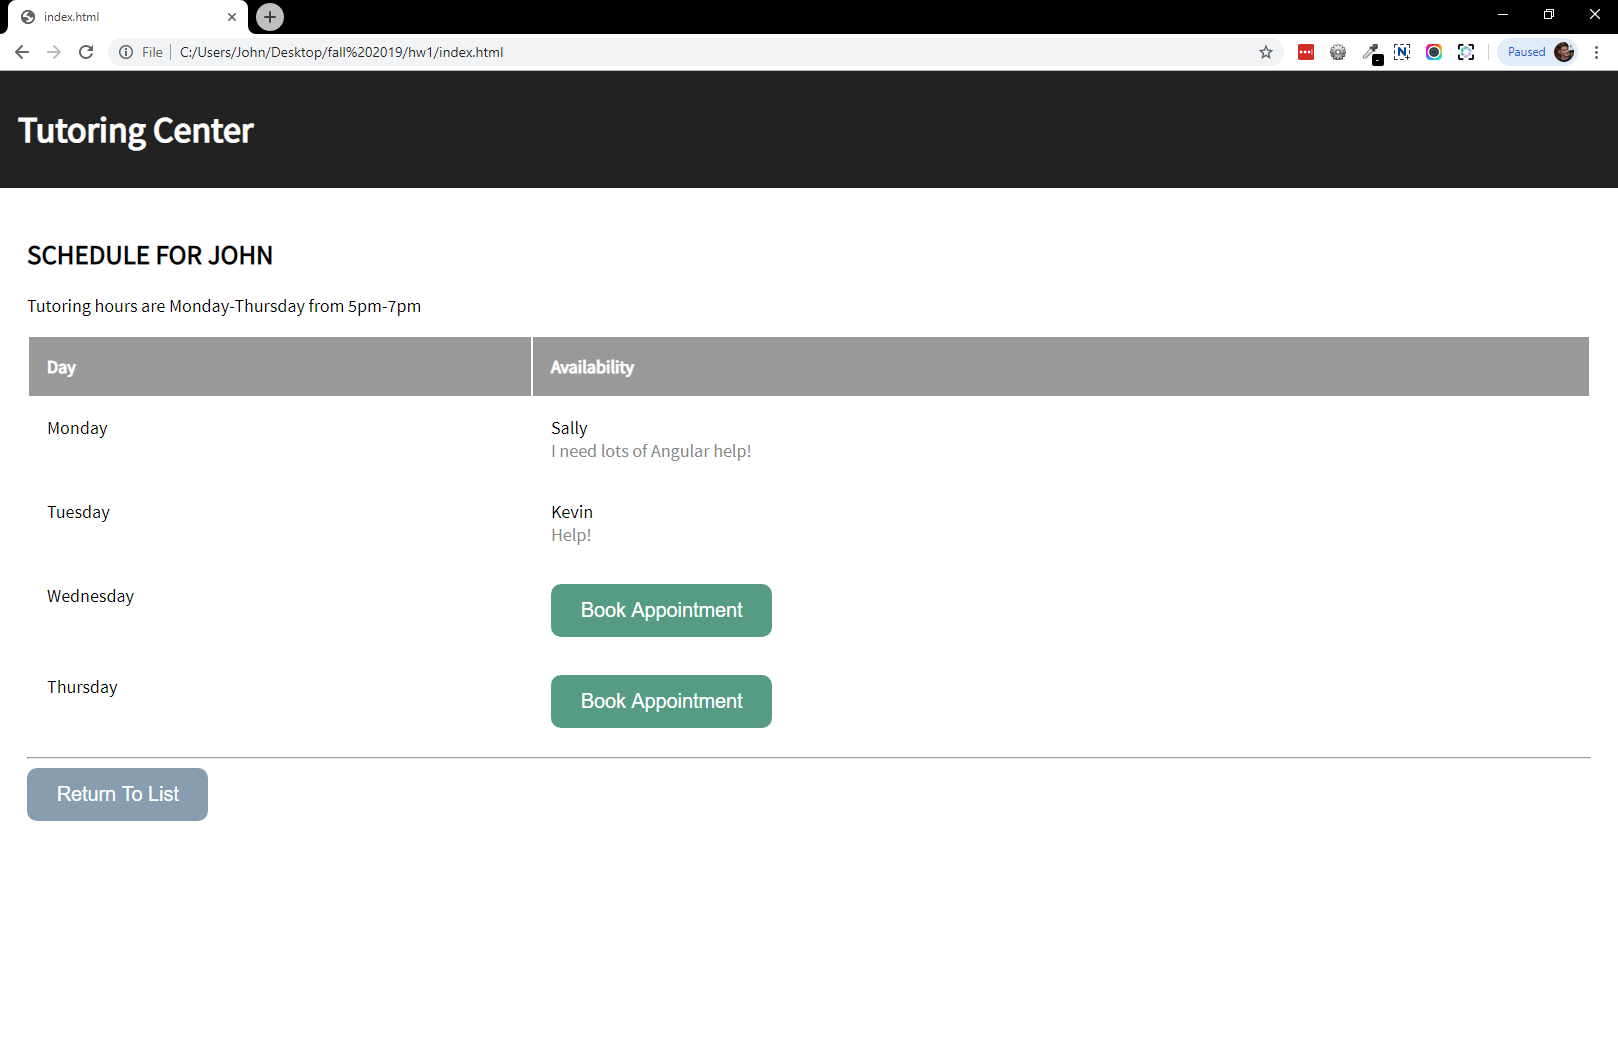 index.html
File
C:/Users/John/Desktop/fall%202019/hw1/index.html
N
Paused
Tutoring Center
SCHEDULE FOR JOHN
Tutoring hours are Monday-Thursday from 5pm-7pm
Day Availability
Monday Sally
I need lots of Angular help!
Tuesday Kevin
Help!
Wednesday Book Appointment
Thursday Book Appointment
Return To List